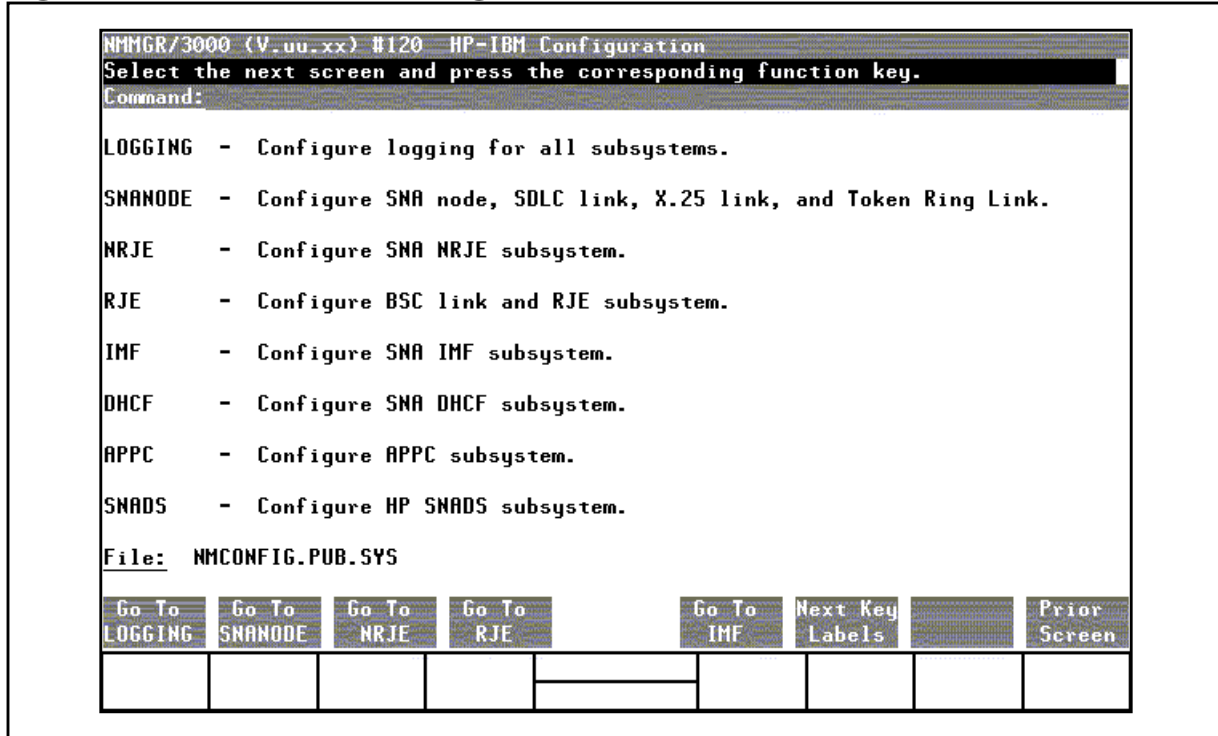 NMMGR/3000 (V.uu.xx) #120  HP-IBM Configuration
Select the next screen and press the corresponding function key.
Command:
LOGGING  -  Configure logging for all subsystems.
SNANODE  -  Configure SNA node, SDLC link, X.25 link, and Token Ring Link.
NRJE     -  Configure SNA NRJE subsystem.
RJE      -  Configure BSC link and RJE subsystem.
IMF      -  Configure SNA IMF subsystem.
DHCF     -  Configure SNA DHCF subsystem.
APPC     -  Configure APPC subsystem.
SNADS    -  Configure HP SNADS subsystem.
File:  NMCONFIG.PUB.SYS
Go To  Go To  Go To  Go To  Go To  Next Key  Prior
LOGGING  SNANODE  NRJE  RJE  IMF  Labels  Screen